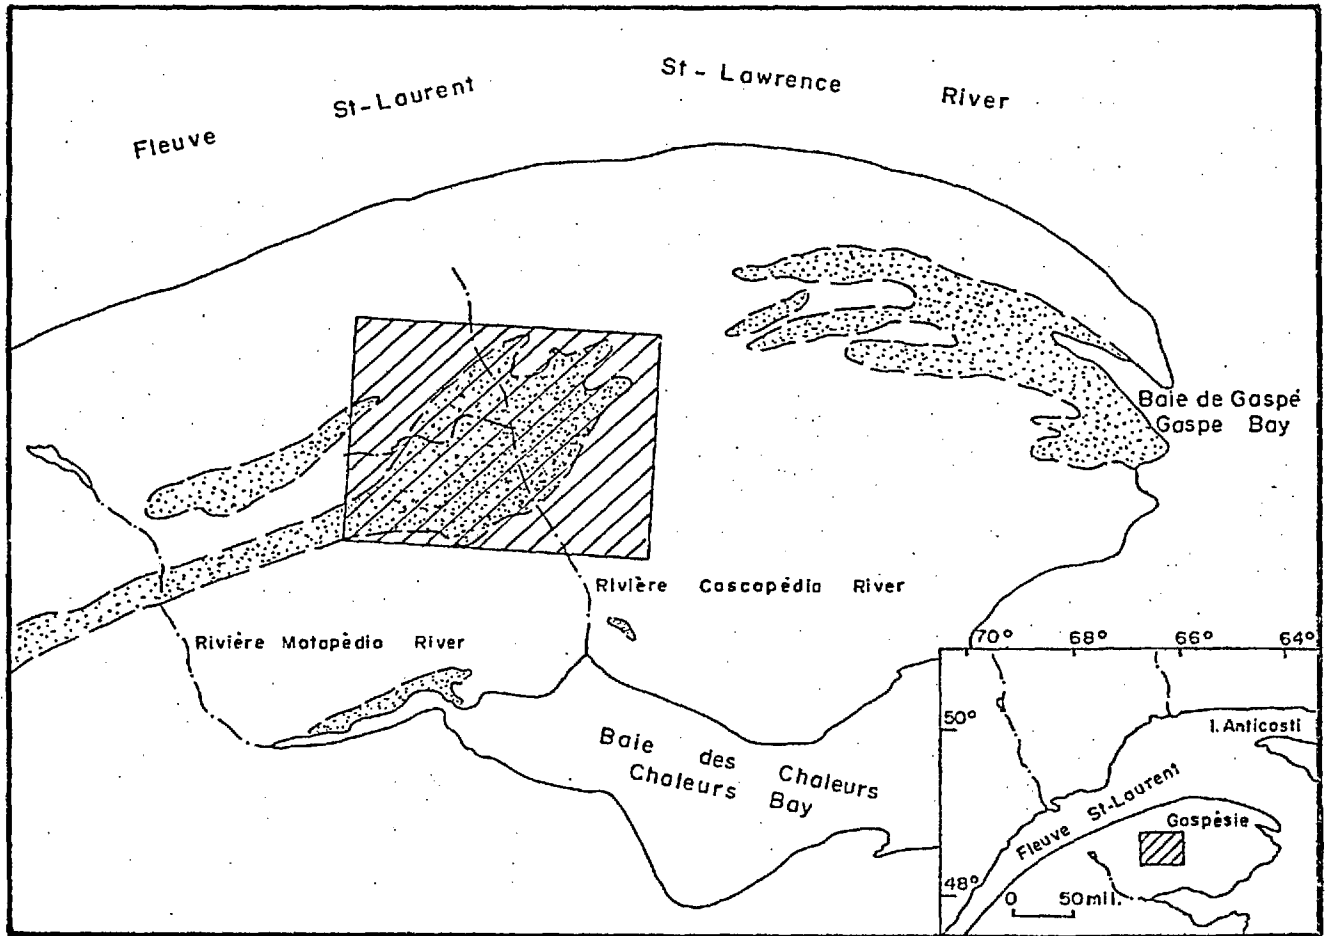 Fleuve St-Laurent St-Lawrence River
Baie de Gaspé
Gaspe Bay
Rivière Cascapédia River
Rivière Matapédia River
Baie des Chaleurs
Chaleurs Bay
70° 68° 66° 64°
50°
I. Anticosti
Fleuve St-Laurent
Gaspésie
48°
0 50mil.